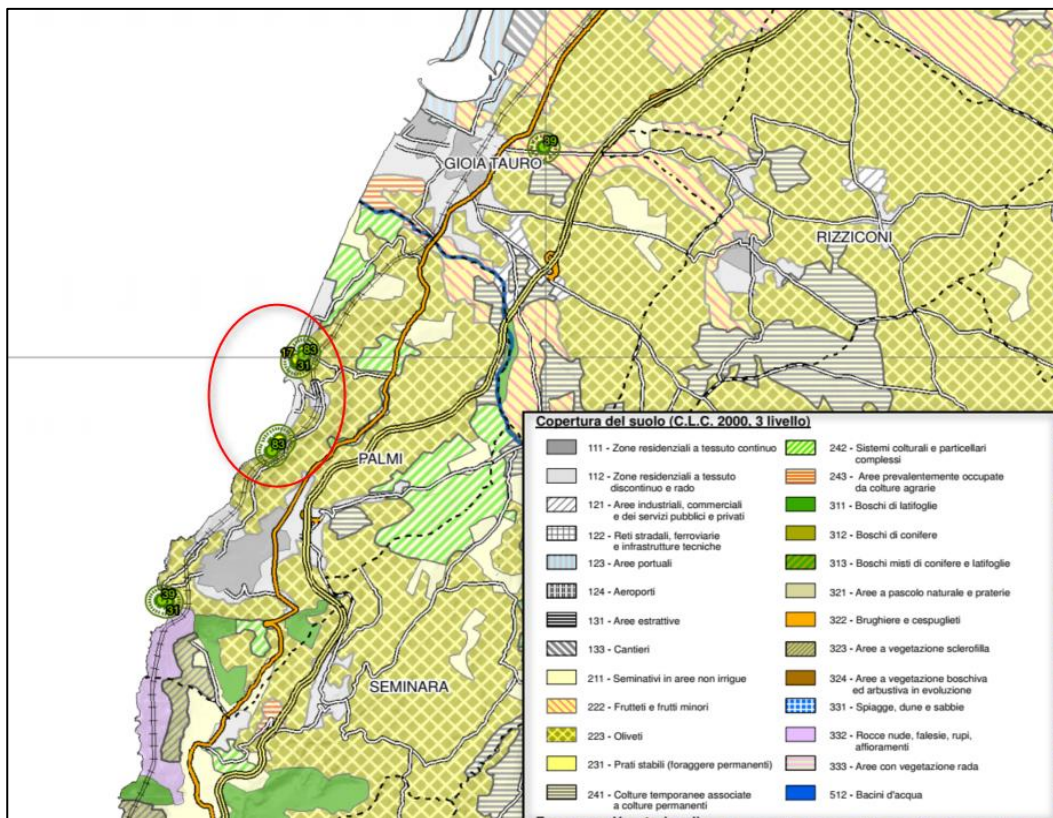 39
GIOIA TAURO
RIZZICONI
17 83
31
83
PALMI
39
31
SEMINARA
Copertura del suolo (C.L.C. 2000, 3 livello)
111 - Zone residenziali a tessuto continuo
112 - Zone residenziali a tessuto
discontinuo e rado
121 - Aree industriali, commerciali
e dei servizi pubblici e privati
122 - Reti stradali, ferroviarie
e infrastrutture tecniche
123 - Aree portuali
124 - Aeroporti
131 - Aree estrattive
133 - Cantieri
211 - Seminativi in aree non irrigue
222 - Frutteti e frutti minori
223 - Oliveti
231 - Prati stabili (foraggere permanenti)
241 - Colture temporanee associate
a colture permanenti
242 - Sistemi colturali e particellari
complessi
243 - Aree prevalentemente occupate
da colture agrarie
311 - Boschi di latifoglie
312 - Boschi di conifere
313 - Boschi misti di conifere e latifoglie
321 - Aree a pascolo naturale e praterie
322 - Brughiere e cespuglieti
323 - Aree a vegetazione sclerofilla
324 - Aree a vegetazione boschiva
ed arbustiva in evoluzione
331 - Spiagge, dune e sabbie
332 - Rocce nude, falesie, rupi,
affioramenti
333 - Aree con vegetazione rada
512 - Bacini d'acqua